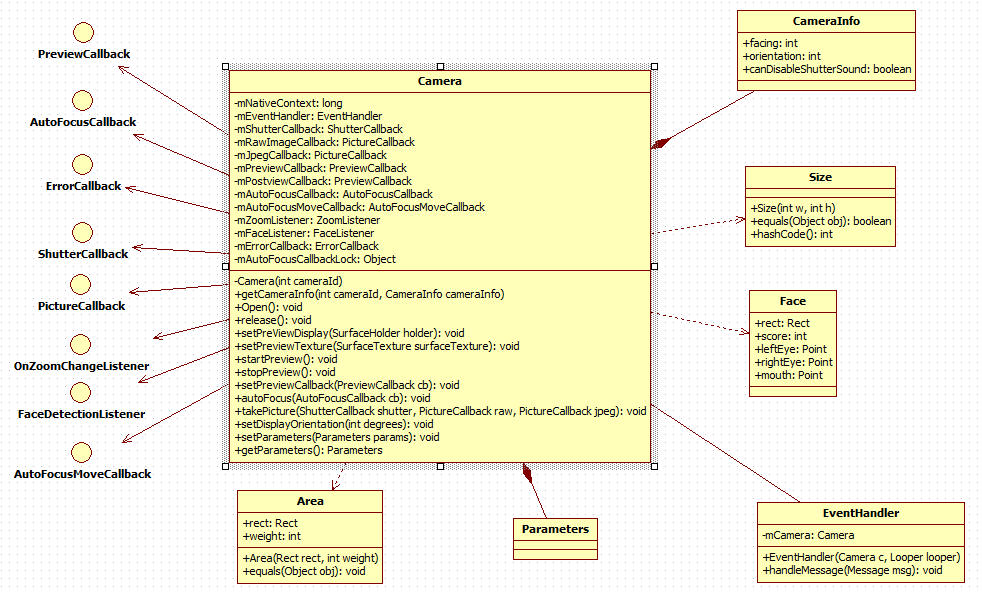 PreviewCallback
AutoFocusCallback
ErrorCallback
ShutterCallback
PictureCallback
OnZoomChangeListener
FaceDetectionListener
AutoFocusMoveCallback
Camera
-mNativeContext: long
-mEventHandler: EventHandler
-mShutterCallback: ShutterCallback
-mRawImageCallback: PictureCallback
-mJpegCallback: PictureCallback
-mPreviewCallback: PreviewCallback
-mPostviewCallback: PreviewCallback
-mAutoFocusCallback: AutoFocusCallback
-mAutoFocusMoveCallback: AutoFocusMoveCallback
-mZoomListener: ZoomListener
-mFaceListener: FaceListener
-mErrorCallback: ErrorCallback
-mAutoFocusCallbackLock: Object
-Camera(int cameraId)
+getCameraInfo(int cameraId, CameraInfo cameraInfo)
+Open(): void
+release(): void
+setPreViewDisplay(SurfaceHolder holder): void
+setPreviewTexture(SurfaceTexture surfaceTexture): void
+startPreview(): void
+stopPreview(): void
+setPreviewCallback(PreviewCallback cb): void
+autoFocus(AutoFocusCallback cb): void
+takePicture(ShutterCallback shutter, PictureCallback raw, PictureCallback jpeg): void
+setDisplayOrientation(int degrees): void
+setParameters(Parameters params): void
+getParameters(): Parameters
CameraInfo
+facing: int
+orientation: int
+canDisableShutterSound: boolean
Size
+Size(int w, int h)
+equals(Object obj): boolean
+hashCode(): int
Face
+rect: Rect
+score: int
+leftEye: Point
+rightEye: Point
+mouth: Point
Area
+rect: Rect
+weight: int
+Area(Rect rect, int weight)
+equals(Object obj): void
Parameters
EventHandler
-mCamera: Camera
+EventHandler(Camera c, Looper looper)
+handleMessage(Message msg): void